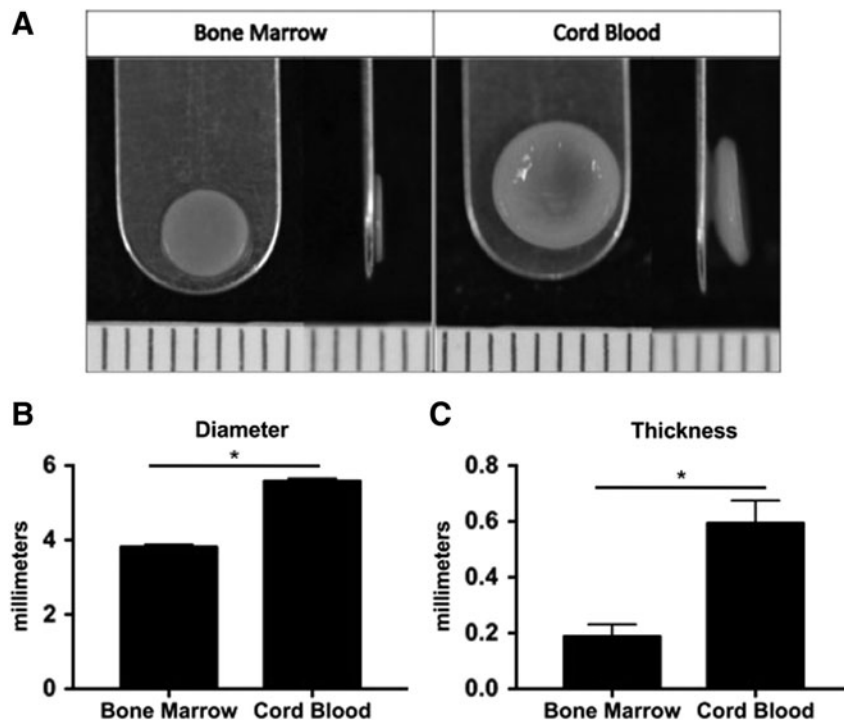 A
Bone Marrow Cord Blood
B
Diameter
*
6
4
2
0
millimeters
Bone Marrow Cord Blood
C
Thickness
*
0.8
0.6
0.4
0.2
0.0
millimeters
Bone Marrow Cord Blood